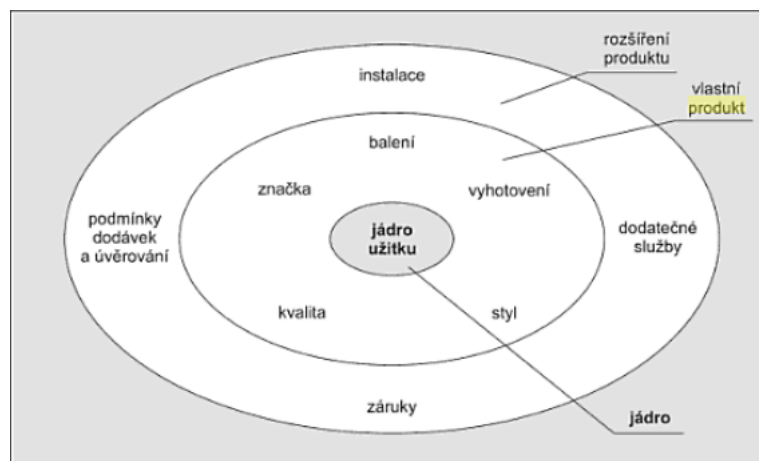 rozšíření
produktu
instalace
vlastní
produkt
balení
značka
vyhotovení
podmínky
dodávek
a úvěrování
jádro
užitku
dodatečné
služby
kvalita
styl
záruky
jádro